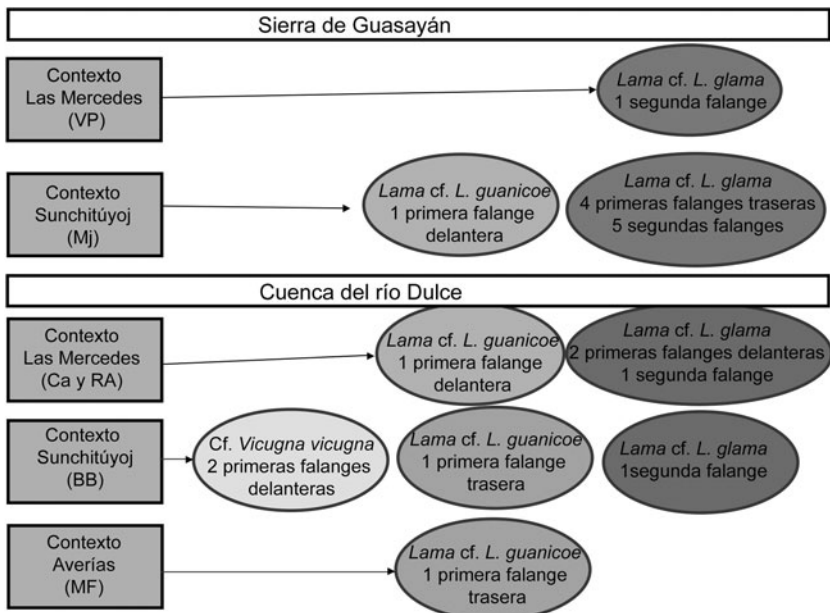 Sierra de Guasayán
Contexto
Las Mercedes
(VP)
Lama cf. L. glama
1 segunda falange
Contexto
Sunchitúyoj
(Mj)
Lama cf. L. guanicoe
1 primera falange
delantera
Lama cf. L. glama
4 primeras falanges traseras
5 segundas falanges
Cuenca del río Dulce
Contexto
Las Mercedes
(Ca y RA)
Lama cf. L. guanicoe
1 primera falange
delantera
Lama cf. L. glama
2 primeras falanges delanteras
1 segunda falange
Contexto
Sunchitúyoj
(BB)
Cf. Vicugna vicugna
2 primeras falanges
delanteras
Lama cf. L. guanicoe
1 primera falange
trasera
Lama cf. L. glama
1segunda falange
Contexto
Averías
(MF)
Lama cf. L. guanicoe
1 primera falange
trasera